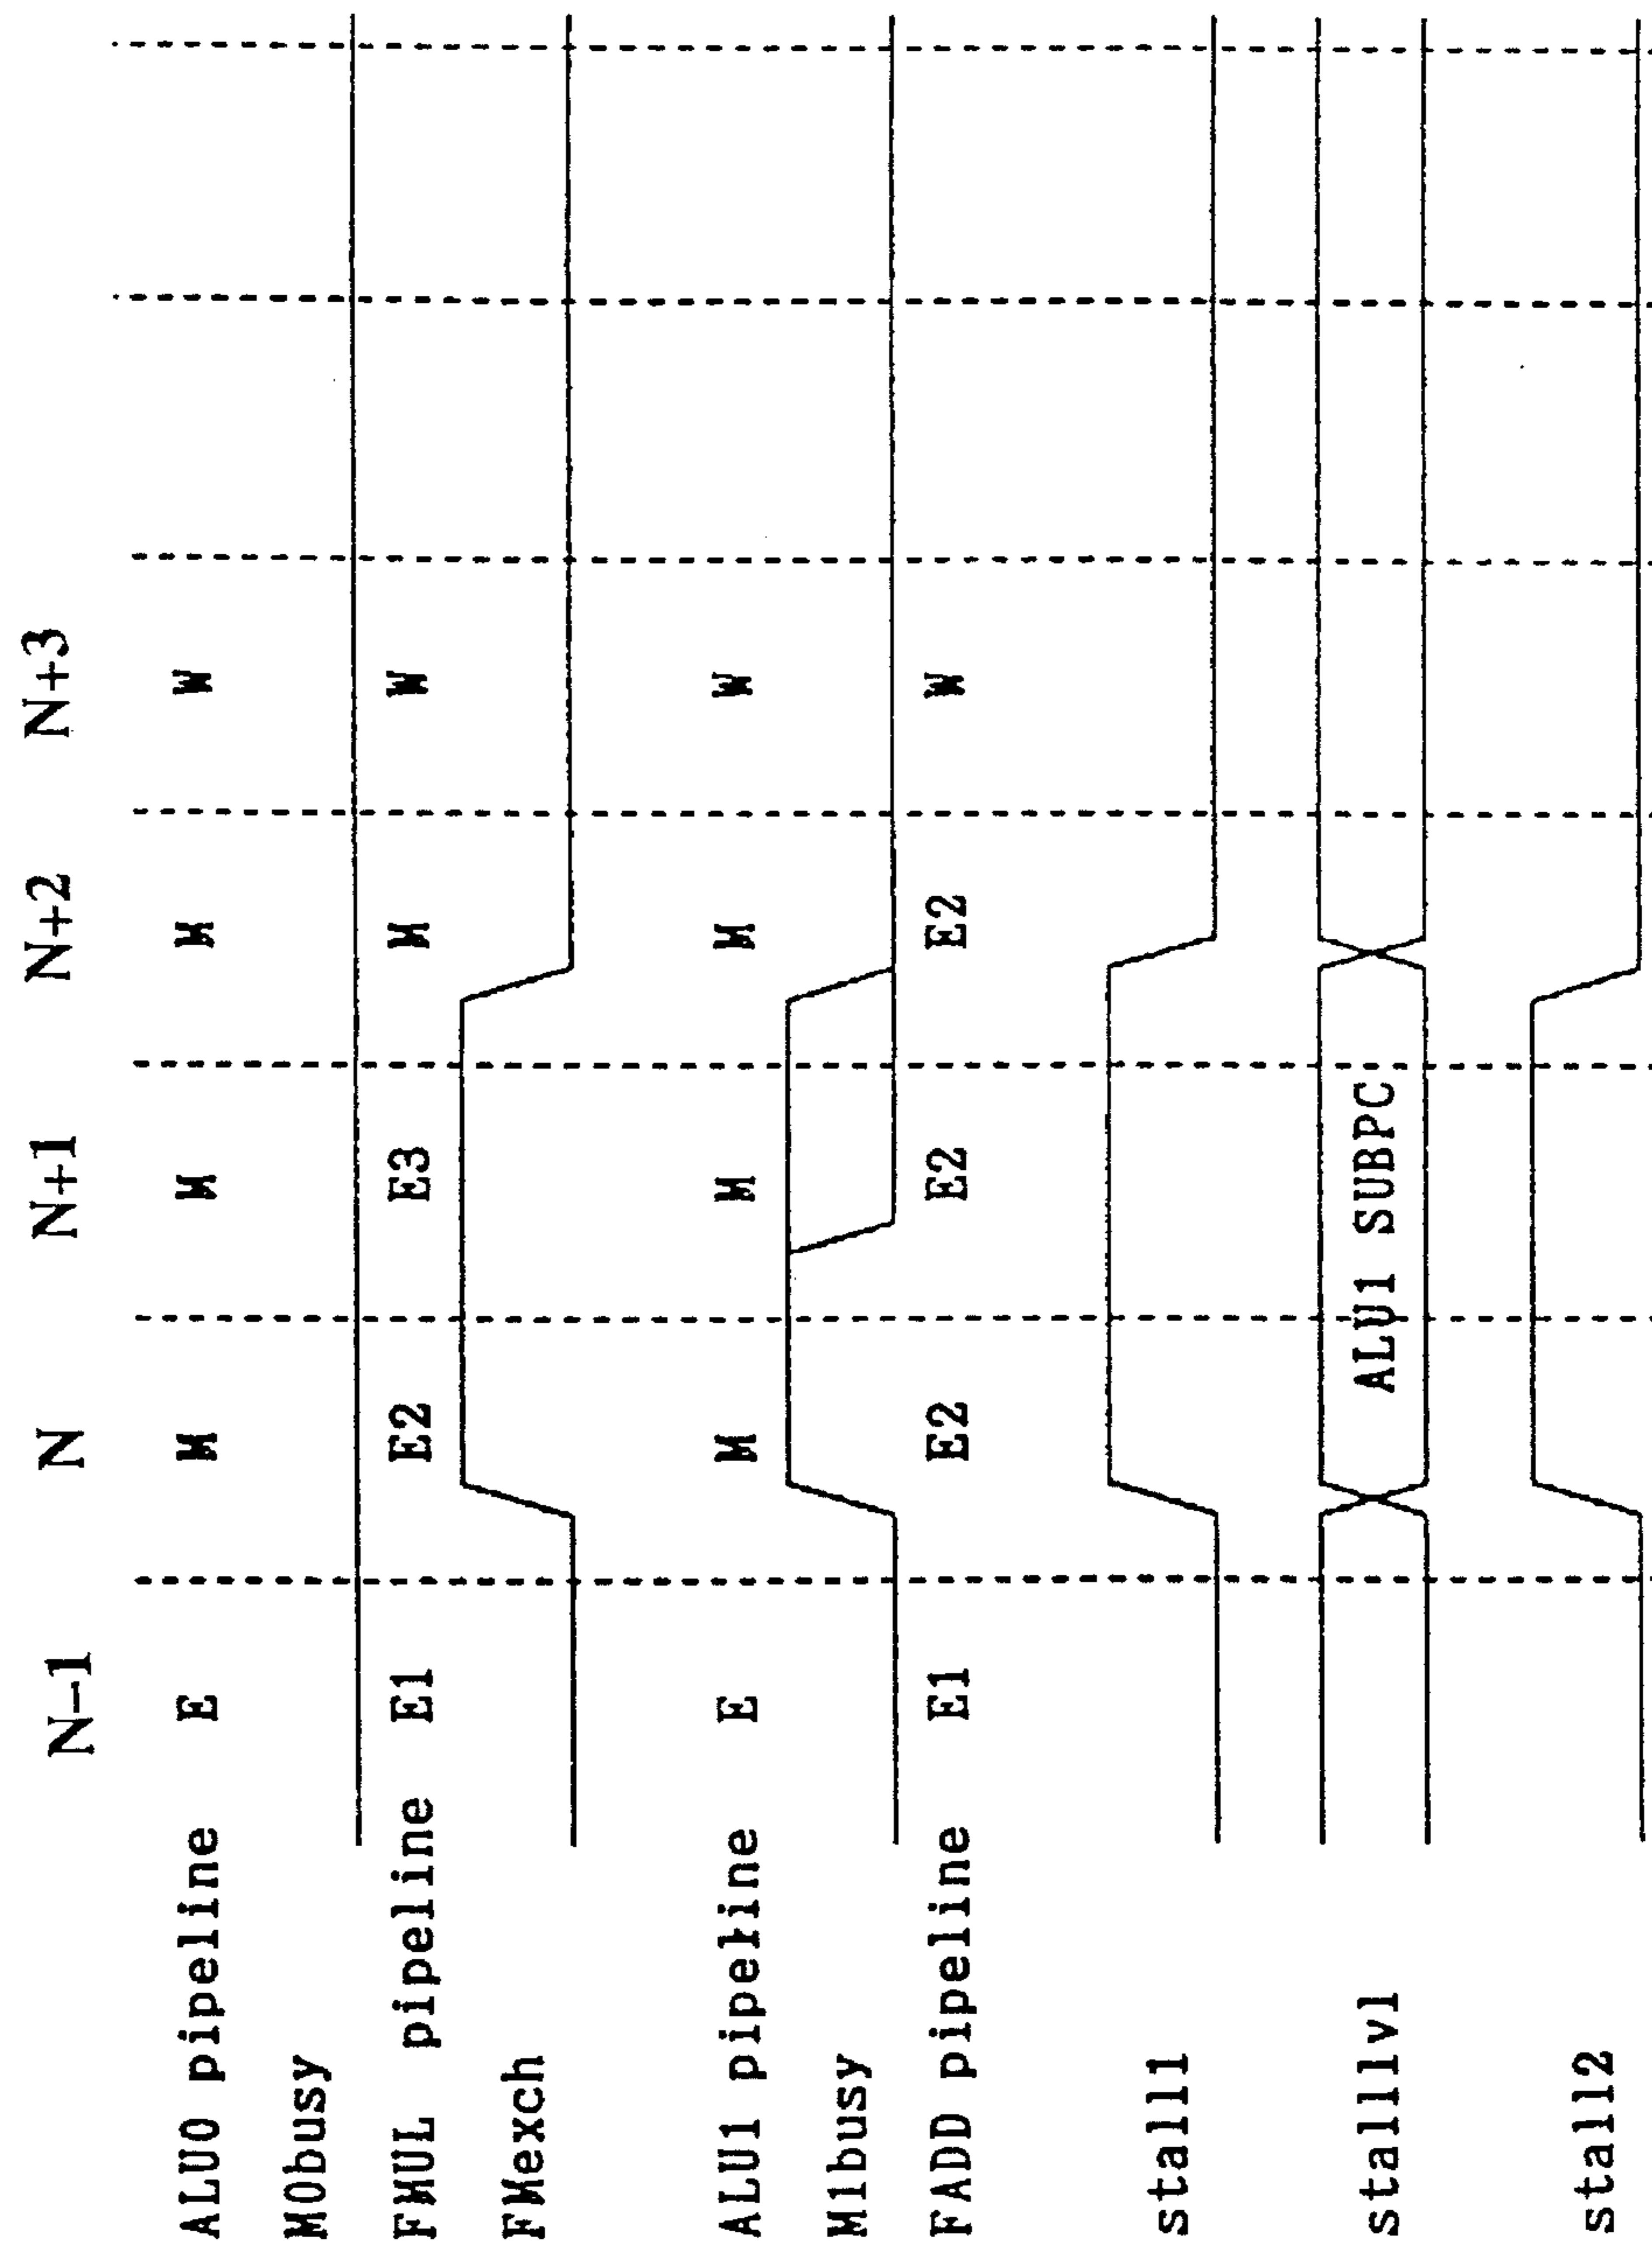 N-1 N N+1 N+2 N+3
ALU0 pipeline E M M M W
M0busy
FMUL pipeline E1 E2 E3 M W
FMexch
ALU1 pipeline E M M M W
M1busy
FADD pipeline E1 E2 E2 E2 W
stall1
stalllvl ALU1 SUBPC
stall2